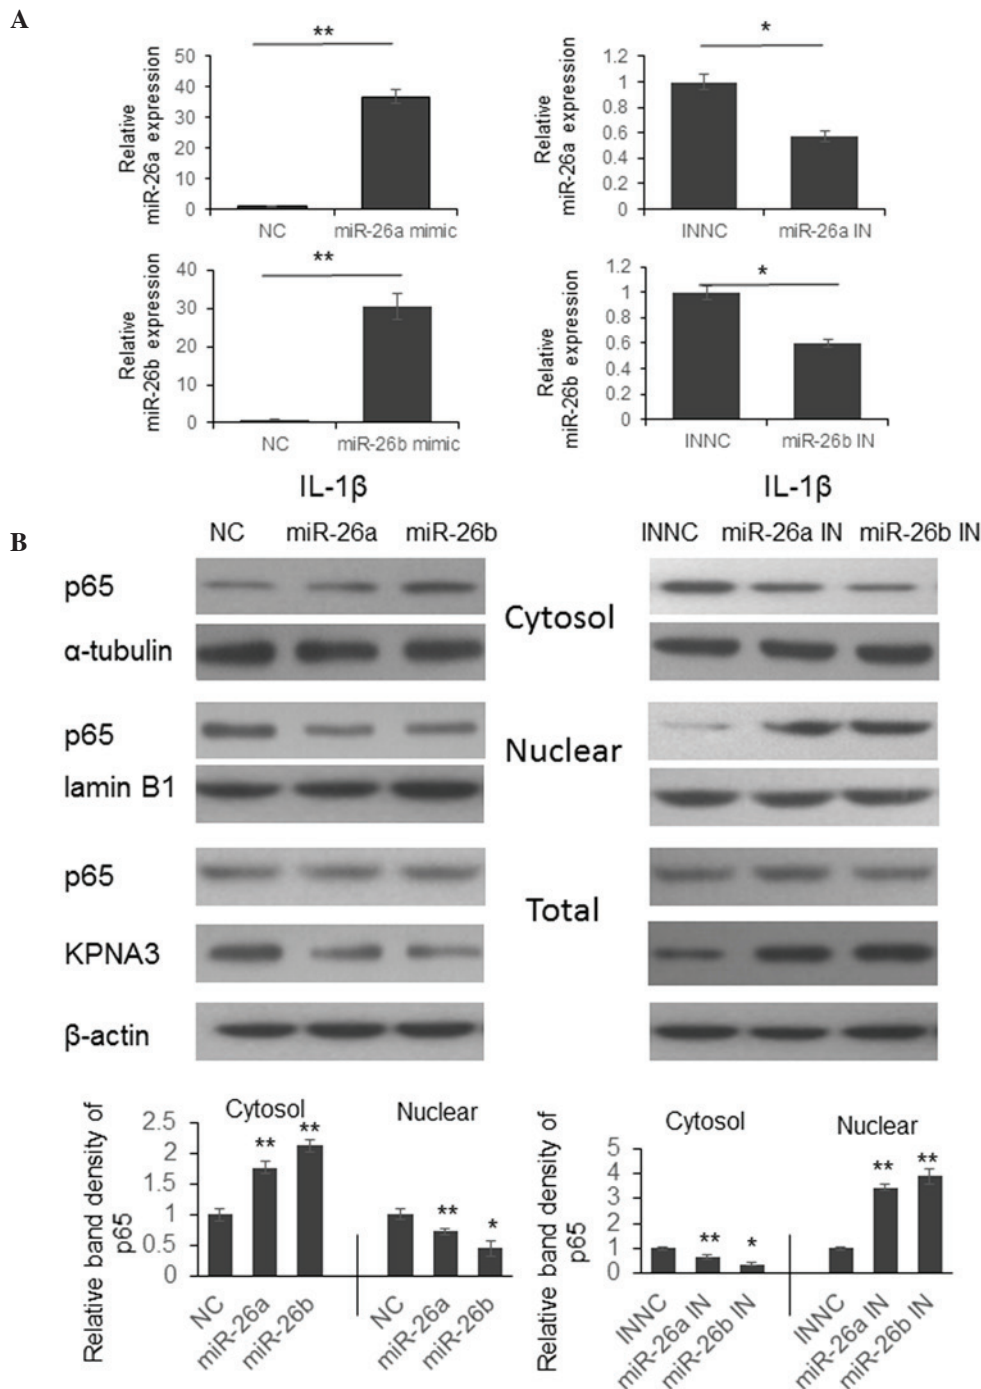 A
**
50
40
30
20
10
0
Relative
miR-26a expression
NC
miR-26a mimic
*
1.2
1
0.8
0.6
0.4
0.2
0
Relative
miR-26a expression
INNC
miR-26a IN
**
40
30
20
10
0
Relative
miR-26b expression
NC
miR-26b mimic
*
1.2
1
0.8
0.6
0.4
0.2
0
Relative
miR-26b expression
INNC
miR-26b IN
B
IL-1β
IL-1β
NC miR-26a miR-26b
INNC miR-26a IN miR-26b IN
p65
α-tubulin
Cytosol
p65
lamin B1
Nuclear
p65
KPNA3
β-actin
Total
Relative band density of
p65
2.5
2
1.5
1
0.5
0
Cytosol
Nuclear
**
**
**
*
NC
miR-26a
miR-26b
NC
miR-26a
miR-26b
Relative band density of
p65
5
4
3
2
1
0
Cytosol
Nuclear
**
*
**
**
INNC
miR-26a IN
miR-26b IN
INNC
miR-26a IN
miR-26b IN